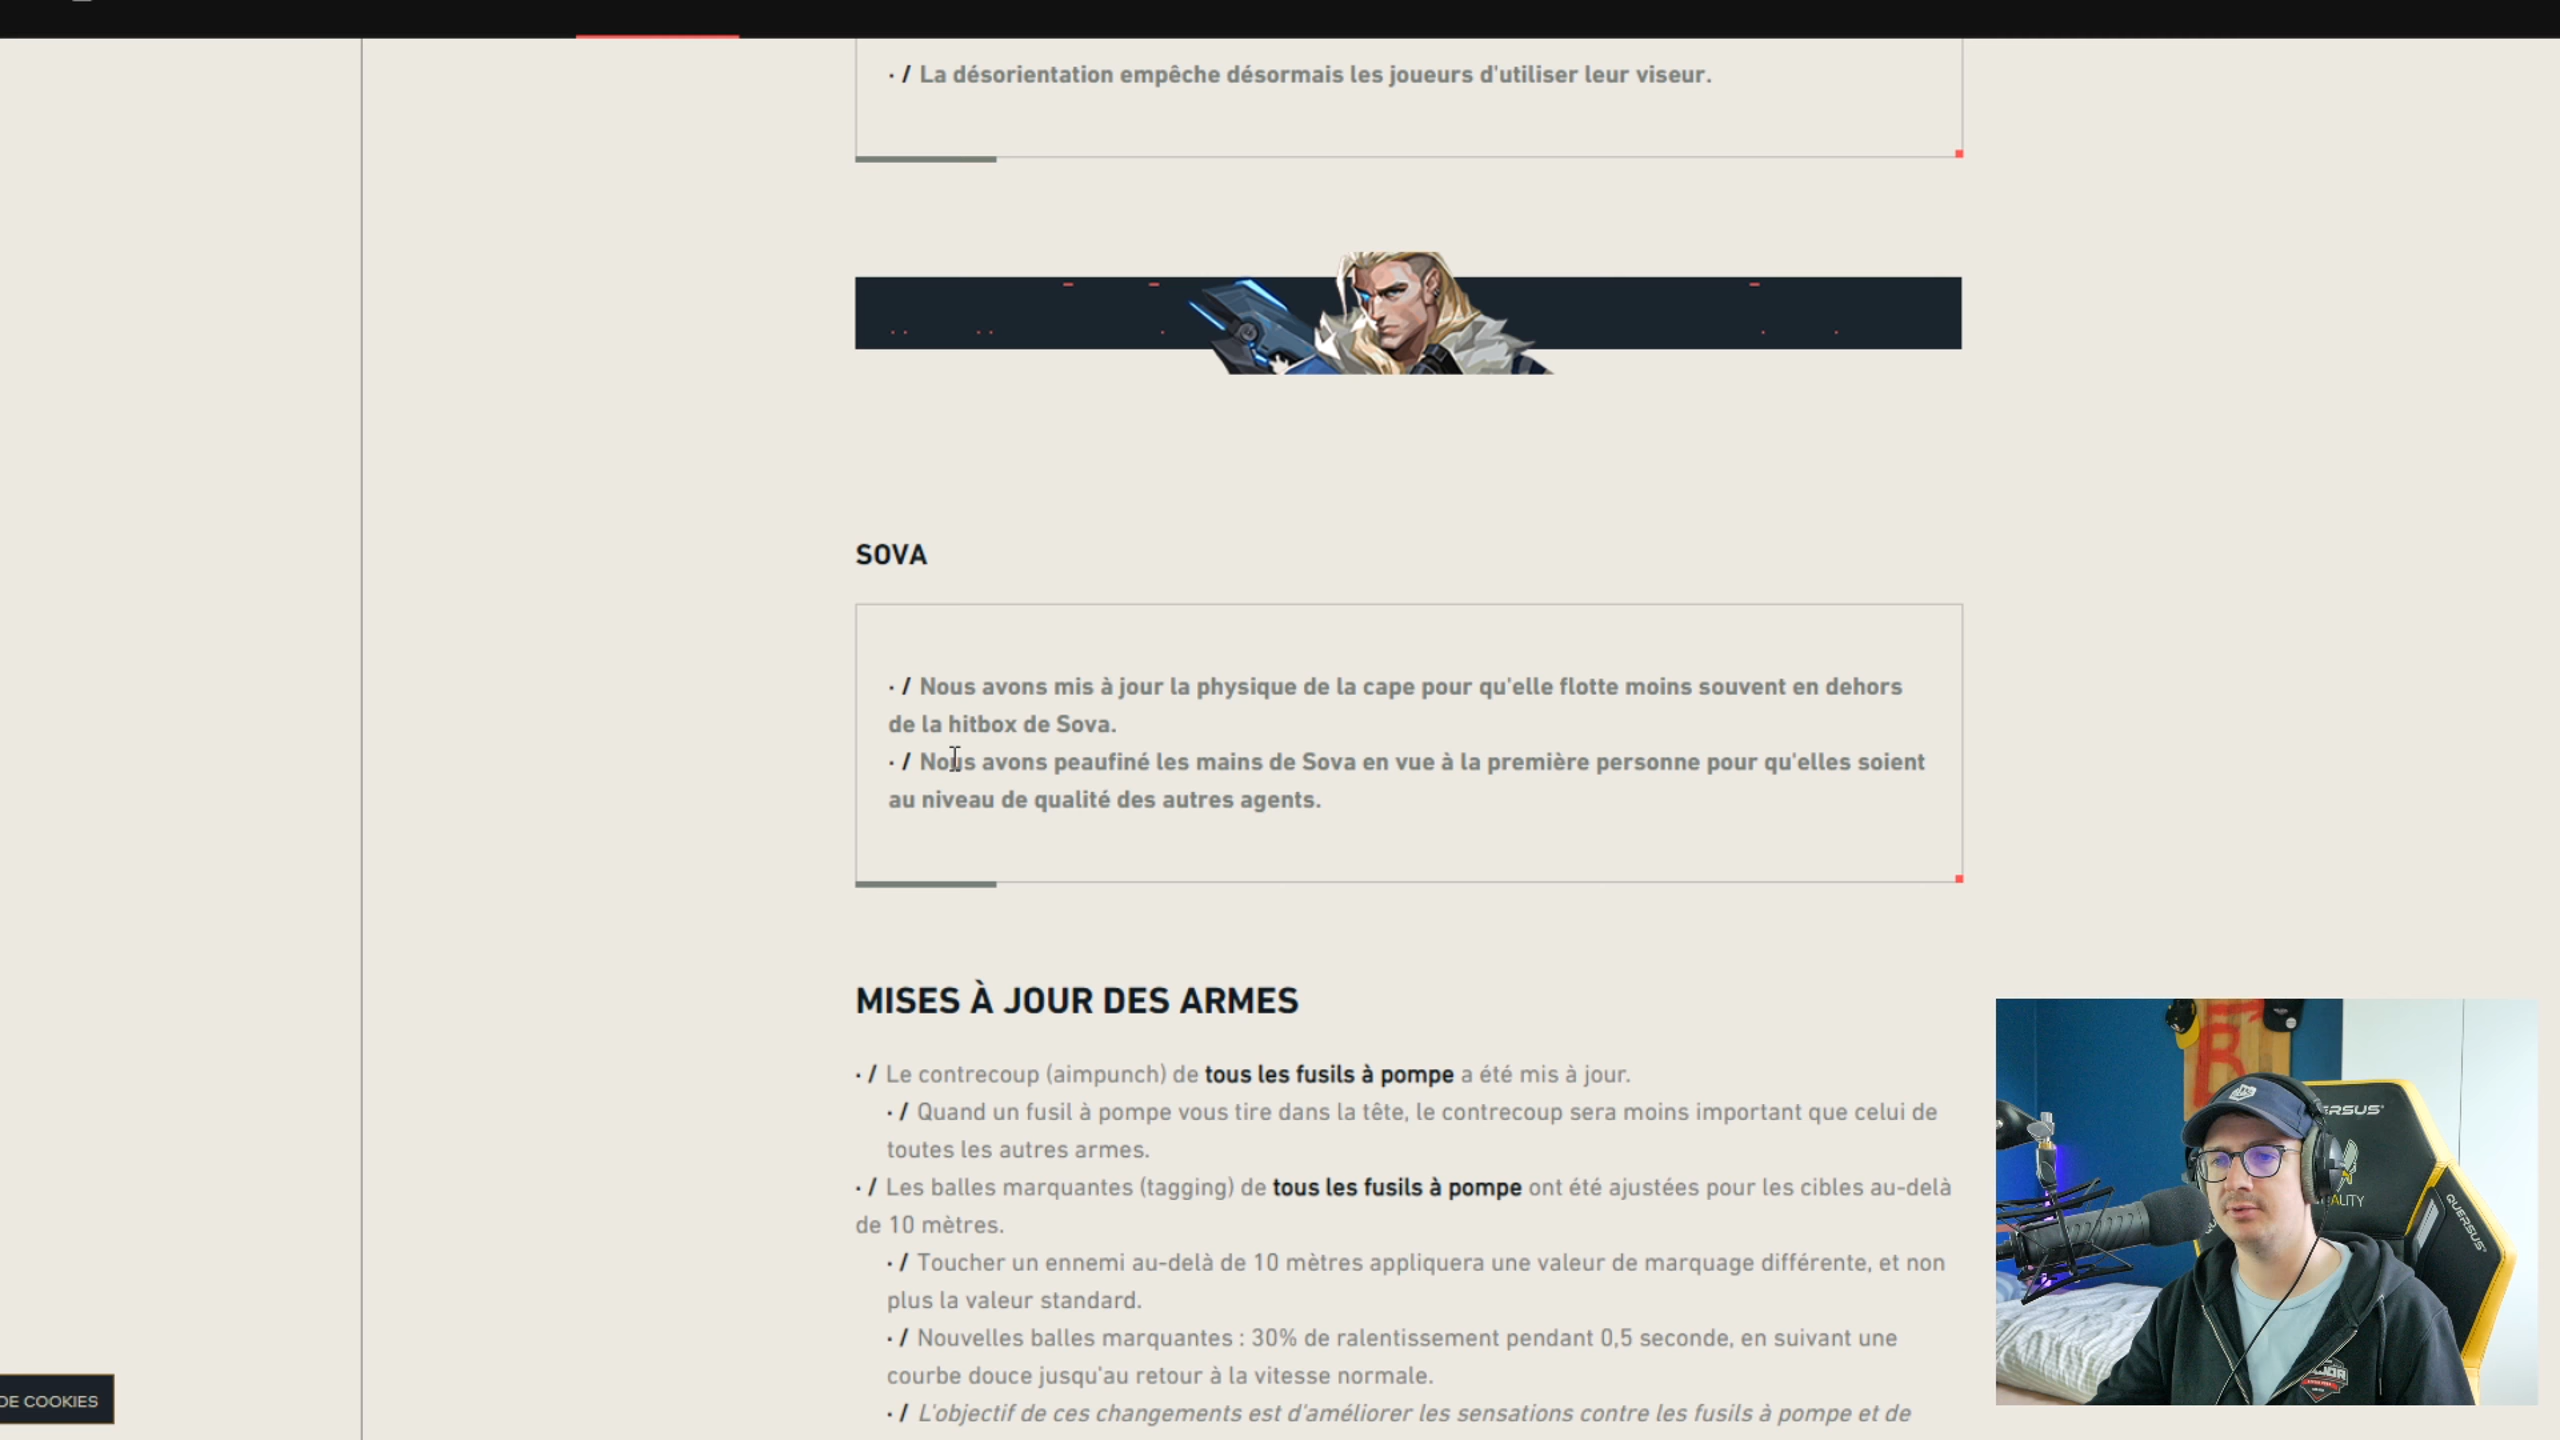 · / La désorientation empêche désormais les joueurs d'utiliser leur viseur.
SOVA
· / Nous avons mis à jour la physique de la cape pour qu'elle flotte moins souvent en dehors
de la hitbox de Sova.
· / Nous avons peaufiné les mains de Sova en vue à la première personne pour qu'elles soient
au niveau de qualité des autres agents.
MISES À JOUR DES ARMES
· / Le contrecoup (aimpunch) de tous les fusils à pompe a été mis à jour.
· / Quand un fusil à pompe vous tire dans la tête, le contrecoup sera moins important que celui de
toutes les autres armes.
· / Les balles marquantes (tagging) de tous les fusils à pompe ont été ajustées pour les cibles au-delà
de 10 mètres.
· / Toucher un ennemi au-delà de 10 mètres appliquera une valeur de marquage différente, et non
plus la valeur standard.
· / Nouvelles balles marquantes : 30% de ralentissement pendant 0,5 seconde, en suivant une
courbe douce jusqu'au retour à la vitesse normale.
· / L'objectif de ces changements est d'améliorer les sensations contre les fusils à pompe et de
DE COOKIES
ERSUS
ALITY
QUERSUS